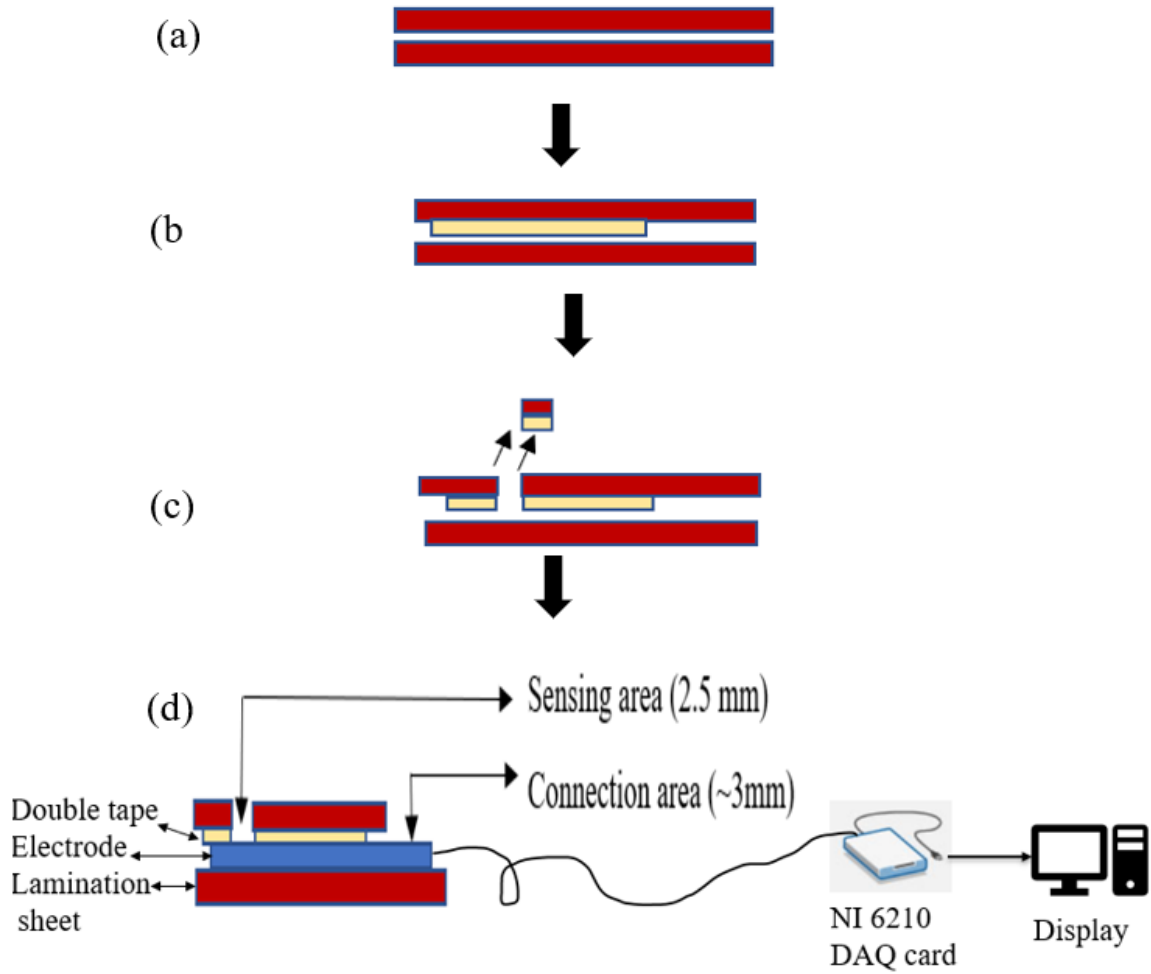 (a)
(b
(c)
(d)
Sensing area (2.5 mm)
Connection area (~3mm)
Double tape
Electrode
Lamination
sheet
NI 6210
DAQ card
Display